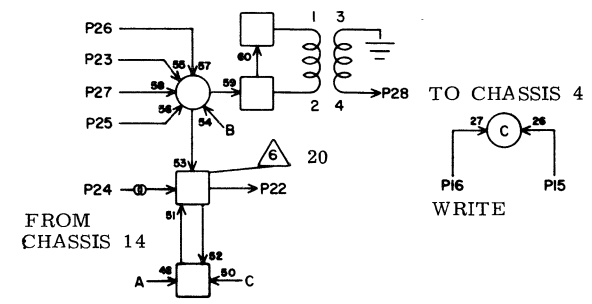 P26
1 3
P23
55 57
60
P27 58 59
2 4 P28
56
P25 54 B
TO CHASSIS 4
27 C 26
53
6 20
P24 P22
P16 P15
51
WRITE
FROM
CHASSIS 14
52
A 48 50 C